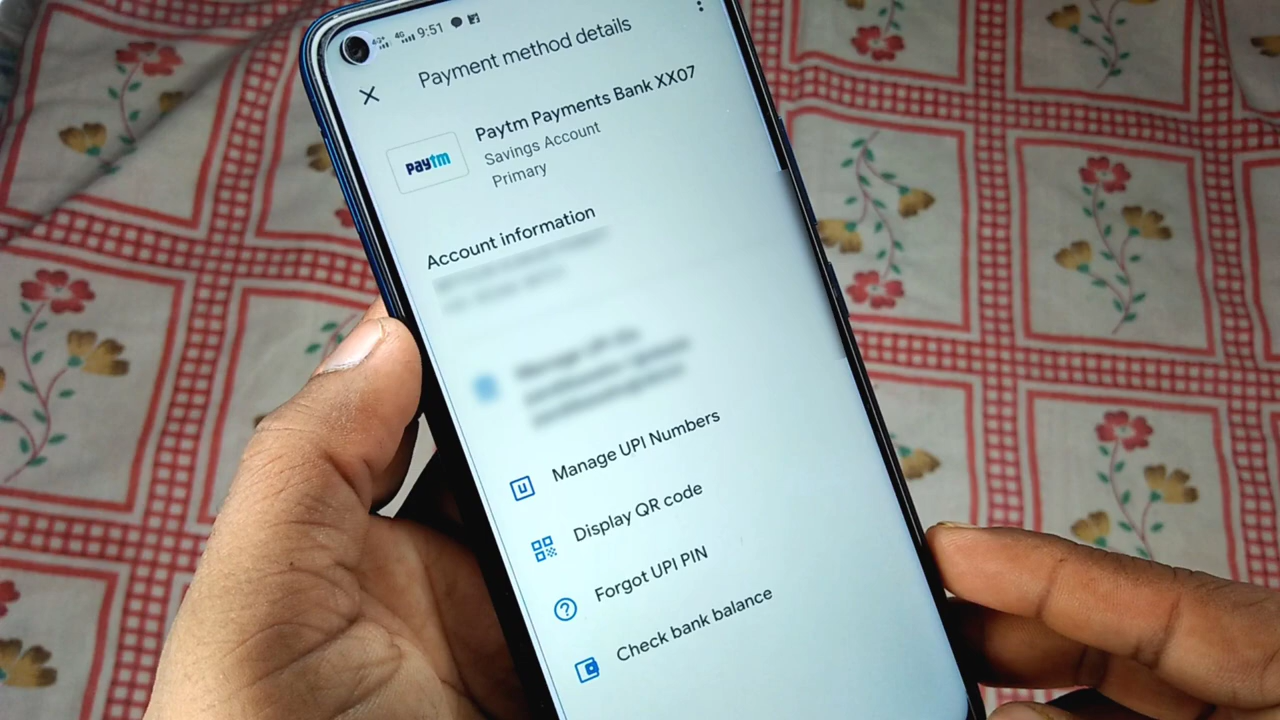 9:51
Payment method details
Paytm
Paytm Payments Bank XX07
Savings Account
Primary
Account information
Manage UPI Numbers
Display QR code
Forgot UPI PIN
Check bank balance